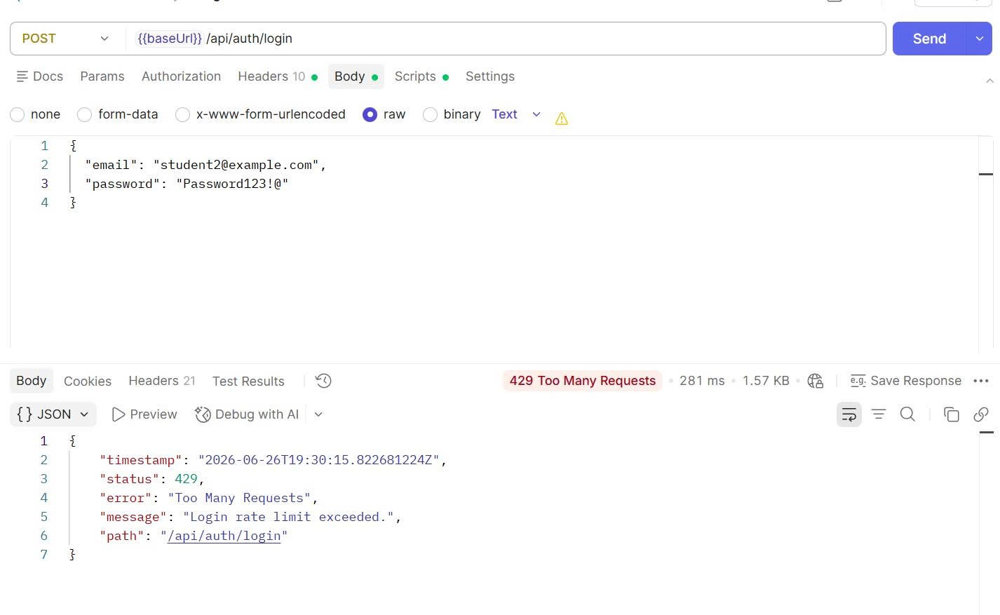 POST {{baseUrl}} /api/auth/login Send
Docs Params Authorization Headers 10 Body Scripts Settings
none form-data x-www-form-urlencoded raw binary Text
1 {
2 "email": "student2@example.com",
3 "password": "Password123!@"
4 }
Body Cookies Headers 21 Test Results 429 Too Many Requests • 281 ms • 1.57 KB • e.g. Save Response
{} JSON Preview Debug with AI
1 {
2 "timestamp": "2026-06-26T19:30:15.822681224Z",
3 "status": 429,
4 "error": "Too Many Requests",
5 "message": "Login rate limit exceeded.",
6 "path": "/api/auth/login"
7 }